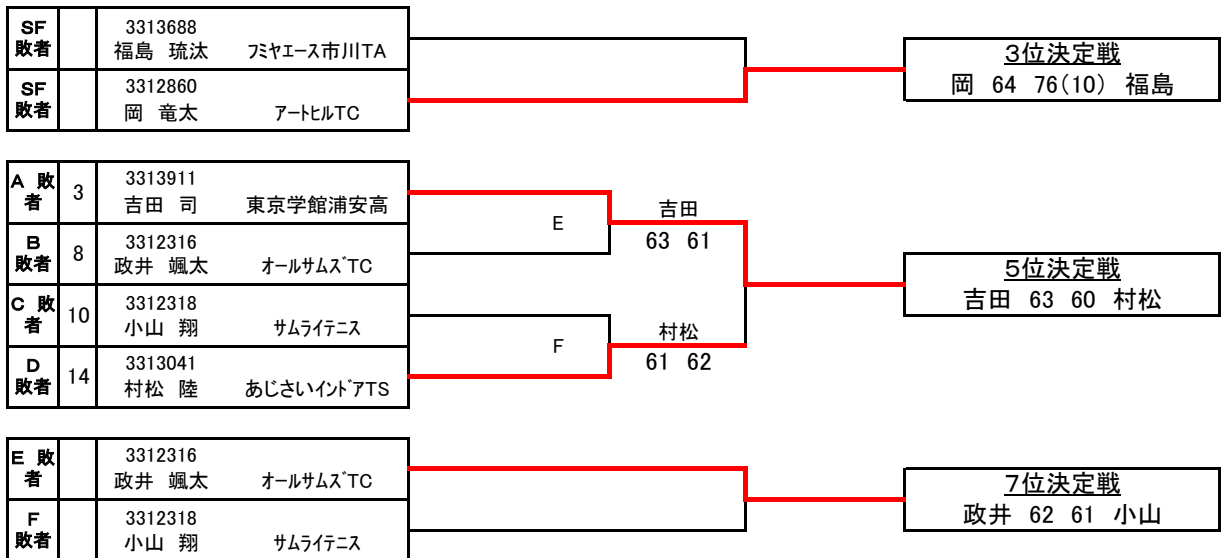 SF
敗者
3313688
福島 琉汰 フミヤエース市川TA
SF
敗者
3312860
岡 竜太 アートヒルTC
3位決定戦
岡 64 76(10) 福島
A 敗
者
3
3313911
吉田 司 東京学館浦安高
B
敗者
8
3312316
政井 颯太 オールサムズTC
C 敗
者
10
3312318
小山 翔 サムライテニス
D
敗者
14
3313041
村松 陸 あじさいインドアTS
E
吉田
63 61
F
村松
61 62
5位決定戦
吉田 63 60 村松
E 敗
者
3312316
政井 颯太 オールサムズTC
F
敗者
3312318
小山 翔 サムライテニス
7位決定戦
政井 62 61 小山